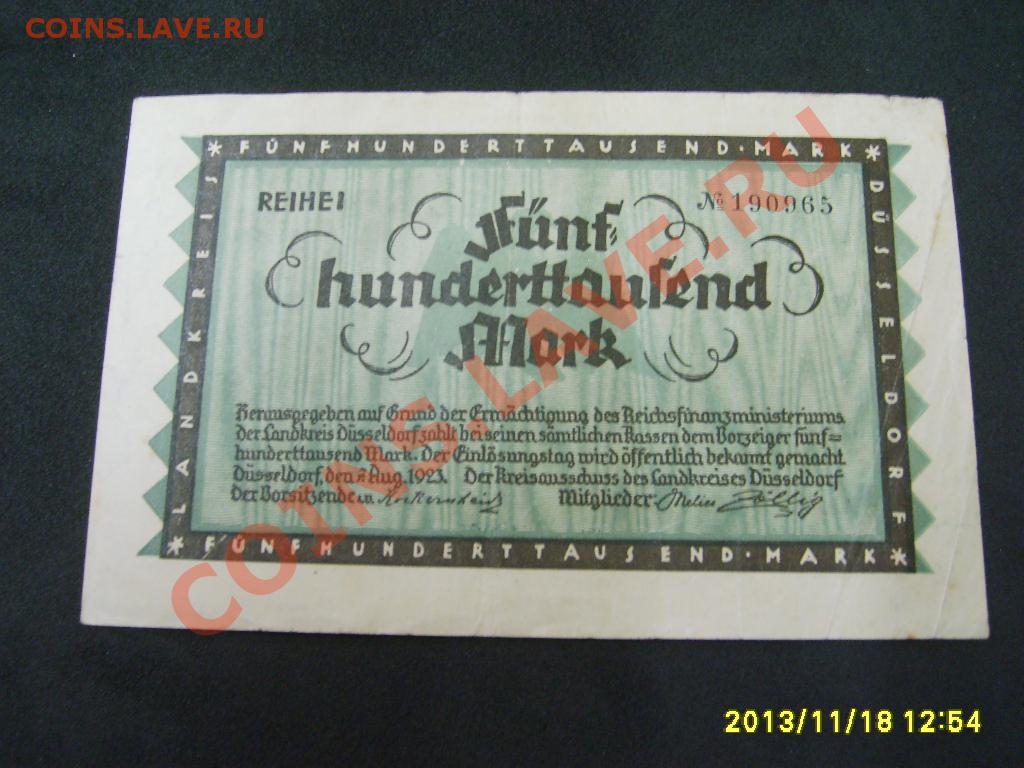 COINS.LAVE.RU
* FÜNFHUNDERTTAUSEND·MARK *
LANDKREIS
DÜSSELDORF
REIHE I
№ 190965
Fünf=
hunderttausend
Mark
Herausgegeben auf Grund der Ermächtigung des Reichsfinanzministeriums
der Landkreis Düsseldorf zahlt bei seinen sämtlichen Kassen dem Vorzeiger fünf=
hunderttausend Mark. Der Einlösungstag wird öffentlich bekannt gemacht
Düsseldorf, den Aug. 1923. Der Kreisausschuss des Landkreises Düsseldorf
Der Vorsitzende Mitglieder:
* FÜNFHUNDERTTAUSEND·MARK *
COINS.LAVE.RU
2013/11/18 12:54